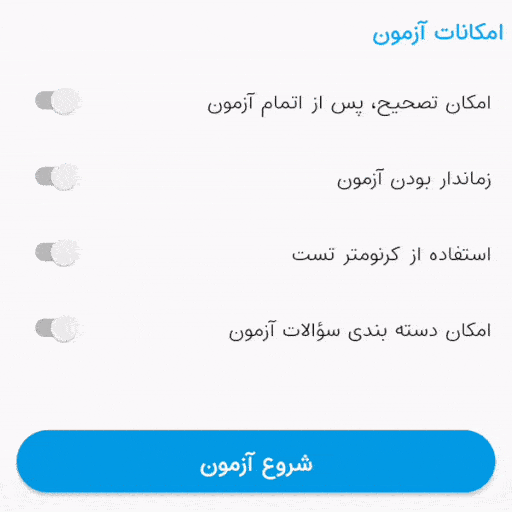 امکانات آزمون
امکان تصحیح، پس از اتمام آزمون
زماندار بودن آزمون
استفاده از کرنومتر تست
امکان دسته بندی سؤالات آزمون
شروع آزمون